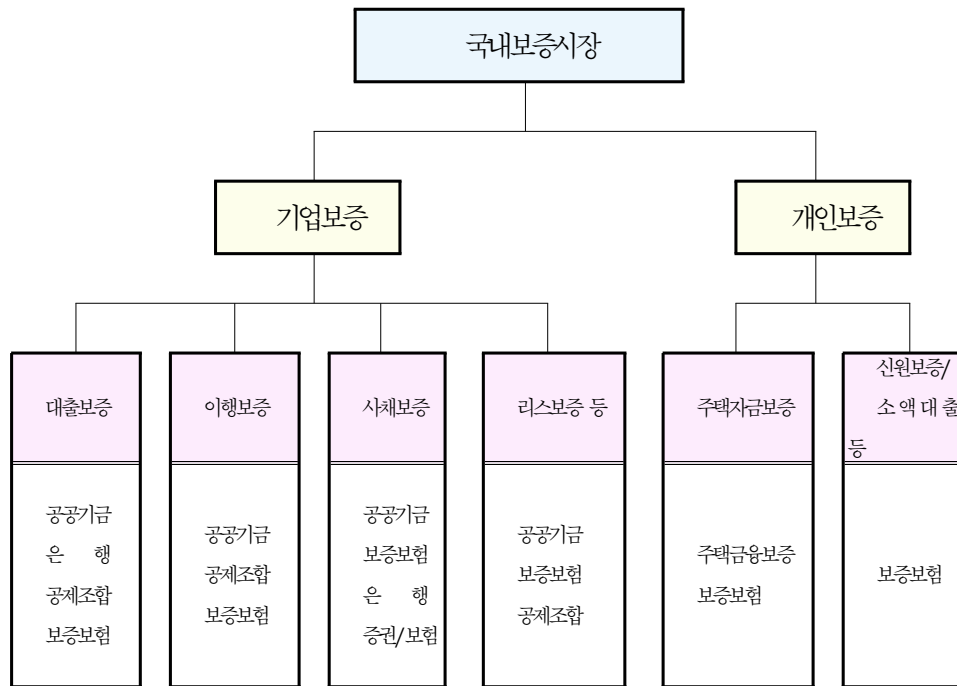 국내보증시장
기업보증
개인보증
대출보증
이행보증
사채보증
리스보증 등
주택자금보증
신원보증/
소 액 대 출
등
공공기금
은 행
공제조합
보증보험
공공기금
공제조합
보증보험
공공기금
보증보험
은 행
증권/보험
공공기금
보증보험
공제조합
주택금융보증
보증보험
보증보험